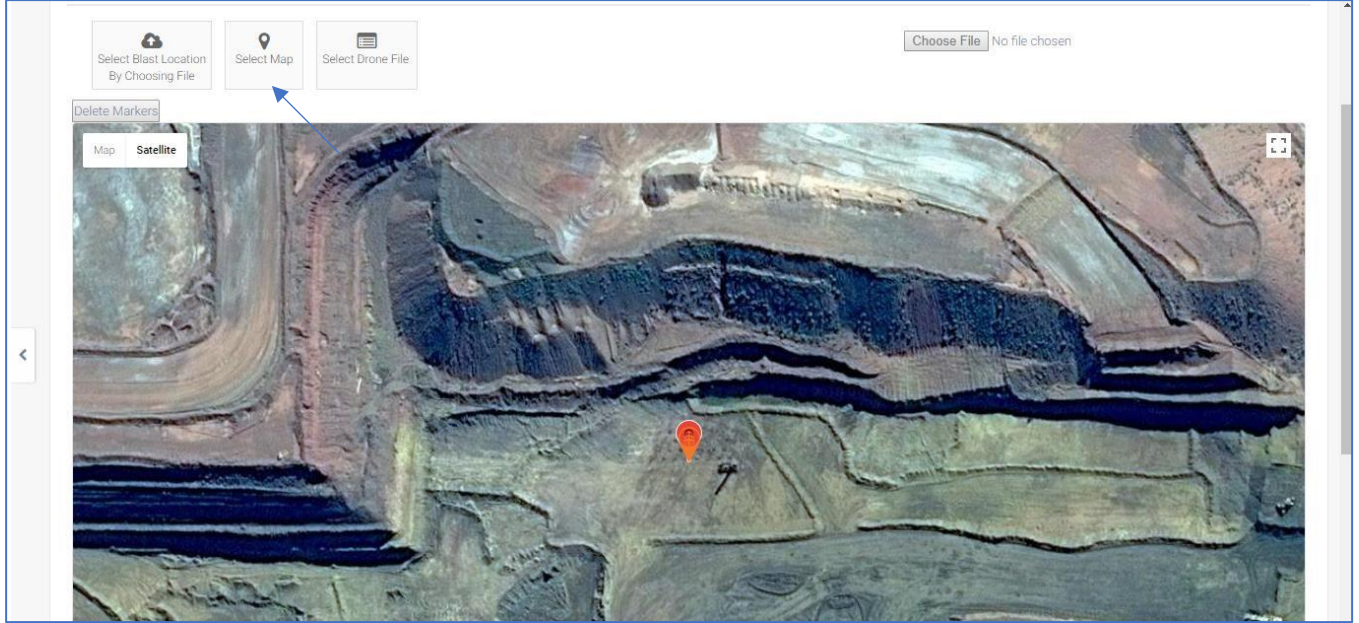 Select Blast Location
By Choosing File
Select Map
Select Drone File
Choose File No file chosen
Delete Markers
Map Satellite